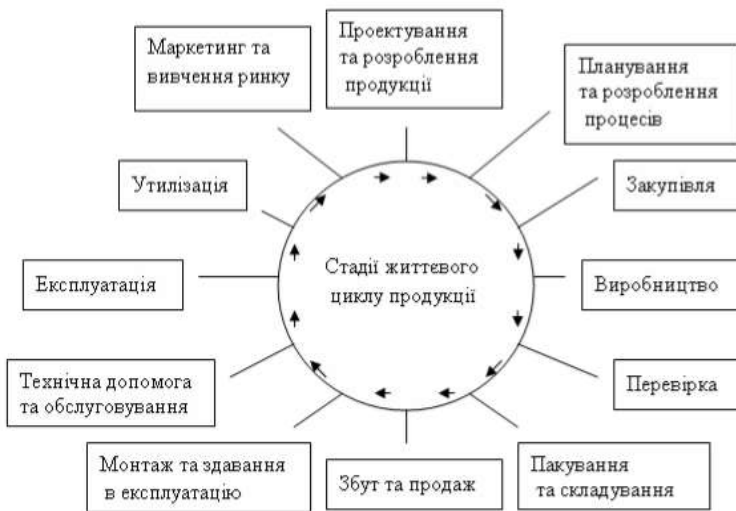 Маркетинг та
вивчення ринку
Проектування
та розроблення
продукції
Планування
та розроблення
процесів
Закупівля
Виробництво
Перевірка
Пакування
та складування
Збут та продаж
Монтаж та здавання
в експлуатацію
Технічна допомога
та обслуговування
Експлуатація
Утилізація
Стадії життєвого
циклу продукції